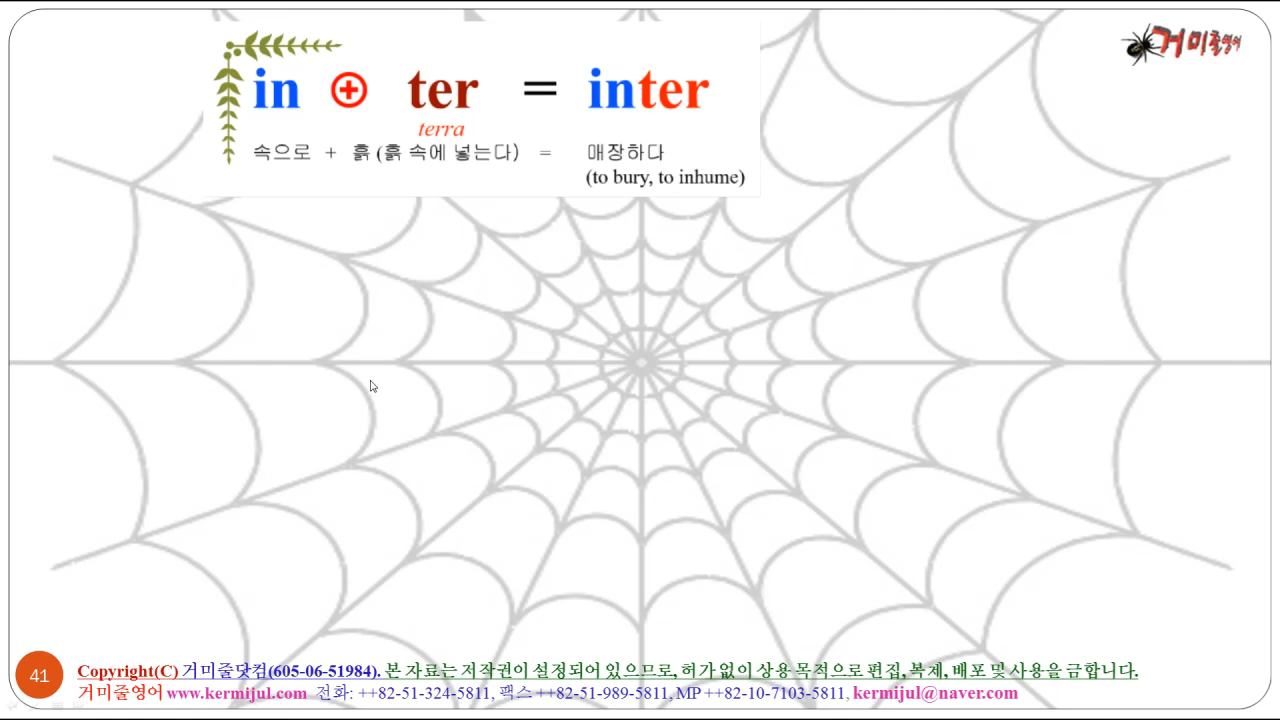 거미줄영어
in ⊕ ter = inter
terra
속으로 + 흙 (흙 속에 넣는다) = 매장하다
(to bury, to inhume)
41
Copyright(C) 거미줄닷컴(605-06-51984). 본 자료는 저작권이 설정되어 있으므로, 허가 없이 상용 목적으로 편집, 복제, 배포 및 사용을 금합니다.
거미줄영어 www.kermijul.com 전화: ++82-51-324-5811, 팩스 ++82-51-989-5811, MP ++82-10-7103-5811, kermijul@naver.com